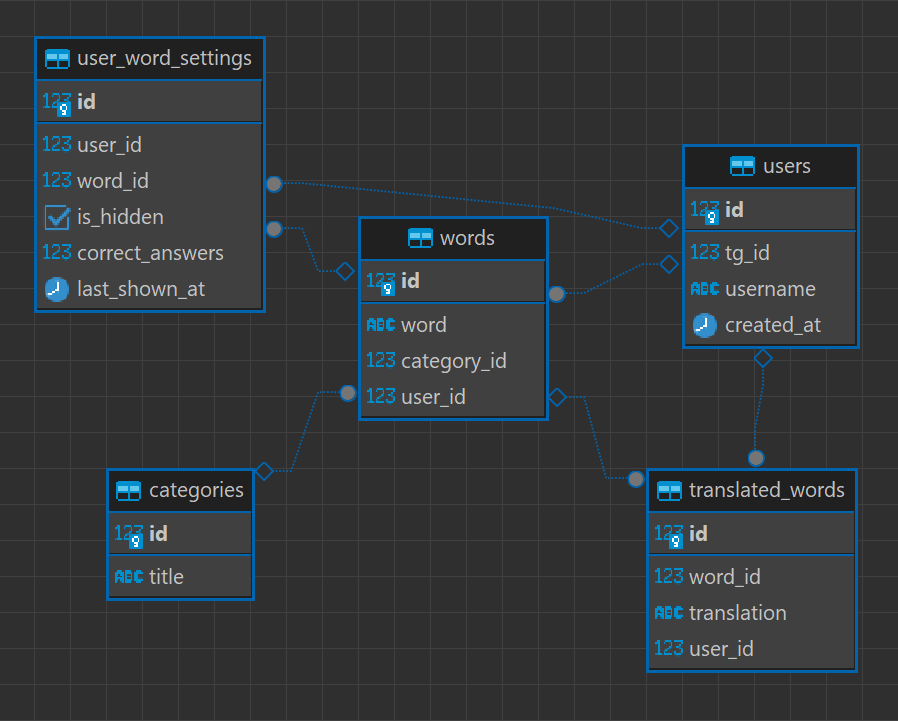 user_word_settings
123 id
123 user_id
123 word_id
is_hidden
123 correct_answers
last_shown_at
users
123 id
123 tg_id
ABC username
created_at
words
123 id
ABC word
123 category_id
123 user_id
categories
123 id
ABC title
translated_words
123 id
123 word_id
ABC translation
123 user_id